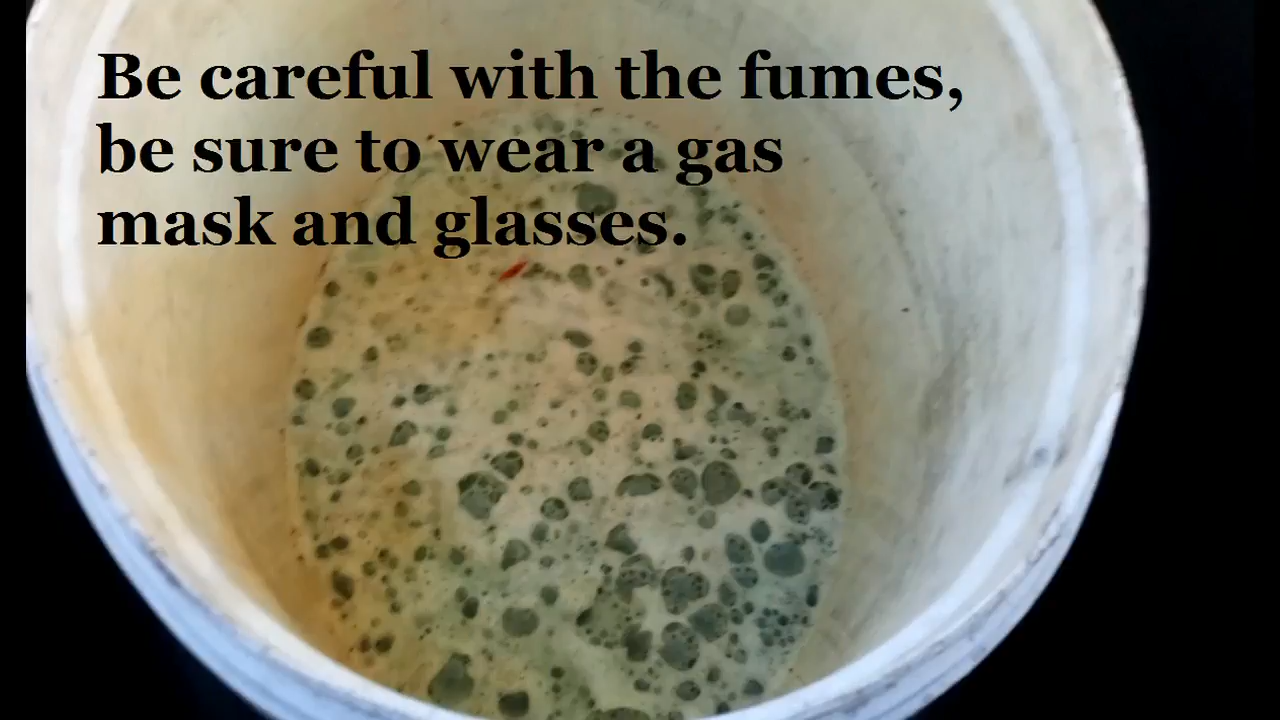 Be careful with the fumes,
be sure to wear a gas
mask and glasses.